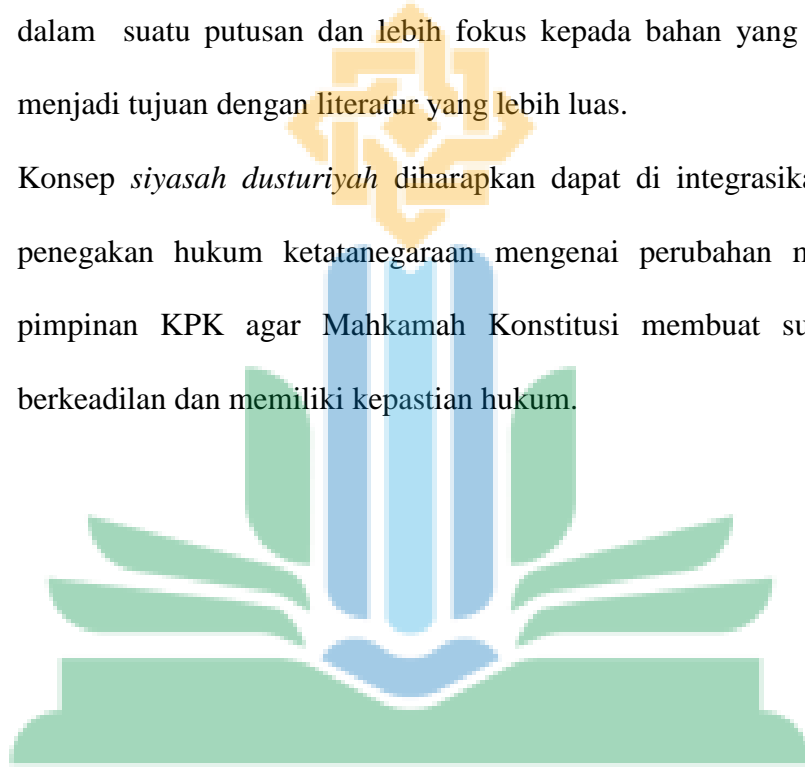 dalam suatu putusan dan lebih fokus kepada bahan yang
menjadi tujuan dengan literatur yang lebih luas.
Konsep siyasah dusturiyah diharapkan dapat di integrasika
penegakan hukum ketatanegaraan mengenai perubahan m
pimpinan KPK agar Mahkamah Konstitusi membuat su
berkeadilan dan memiliki kepastian hukum.